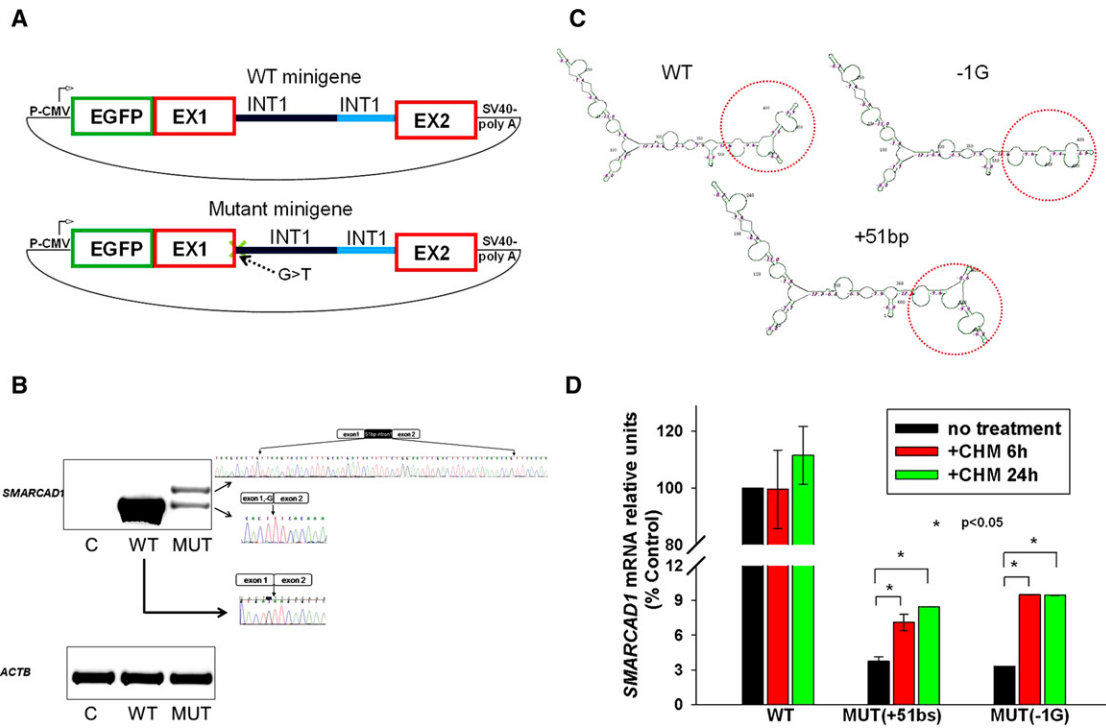 A
WT minigene
P-CMV
EGFP
EX1
INT1
INT1
EX2
SV40-
poly A
Mutant minigene
P-CMV
EGFP
EX1
INT1
INT1
EX2
SV40-
poly A
G>T
B
SMARCAD1
C WT MUT
exon1
51bp intron1
exon 2
exon 1,-G
exon 2
exon 1
exon 2
ACTB
C WT MUT
C
WT
-1G
+51bp
D
SMARCAD1 mRNA relative units
(% Control)
120
100
80
12
9
6
3
0
no treatment
+CHM 6h
+CHM 24h
* p<0.05
*
*
*
*
WT
MUT(+51bs)
MUT(-1G)